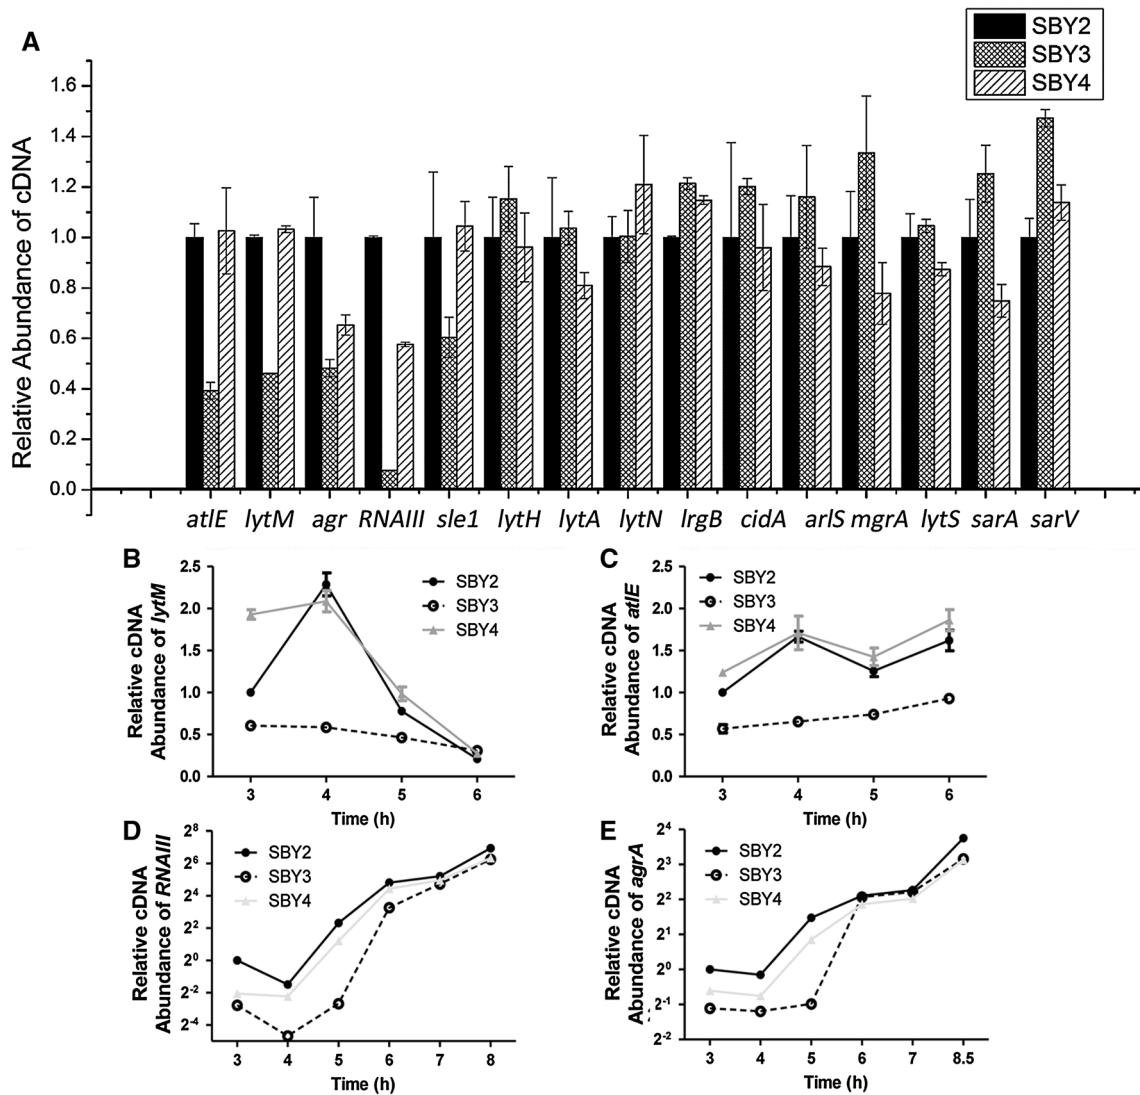 A
SBY2
SBY3
SBY4
Relative Abundance of cDNA
1.6
1.4
1.2
1.0
0.8
0.6
0.4
0.2
0.0
atlE lytM agr RNAIII sle1 lytH lytA lytN lrgB cidA arlS mgrA lytS sarA sarV
B
Relative cDNA
Abundance of lytM
2.5
2.0
1.5
1.0
0.5
0.0
SBY2
SBY3
SBY4
3 4 5 6
Time (h)
C
Relative cDNA
Abundance of atlE
2.5
2.0
1.5
1.0
0.5
0.0
SBY2
SBY3
SBY4
3 4 5 6
Time (h)
D
Relative cDNA
Abundance of RNAIII
2^8
2^6
2^4
2^2
2^0
2^-2
2^-4
SBY2
SBY3
SBY4
3 4 5 6 7 8
Time (h)
E
Relative cDNA
Abundance of agrA
2^4
2^3
2^2
2^1
2^0
2^-1
2^-2
SBY2
SBY3
SBY4
3 4 5 6 7 8.5
Time (h)